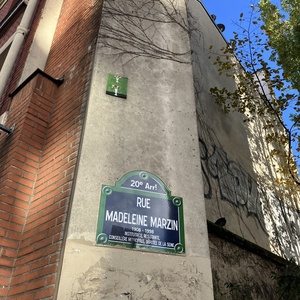 20e Arrt
RUE
MADELEINE MARZIN
1908 - 1998
INSTITUTRICE, RÉSISTANTE,
CONSEILLÈRE MUNICIPALE, DÉPUTÉE DE LA SEINE